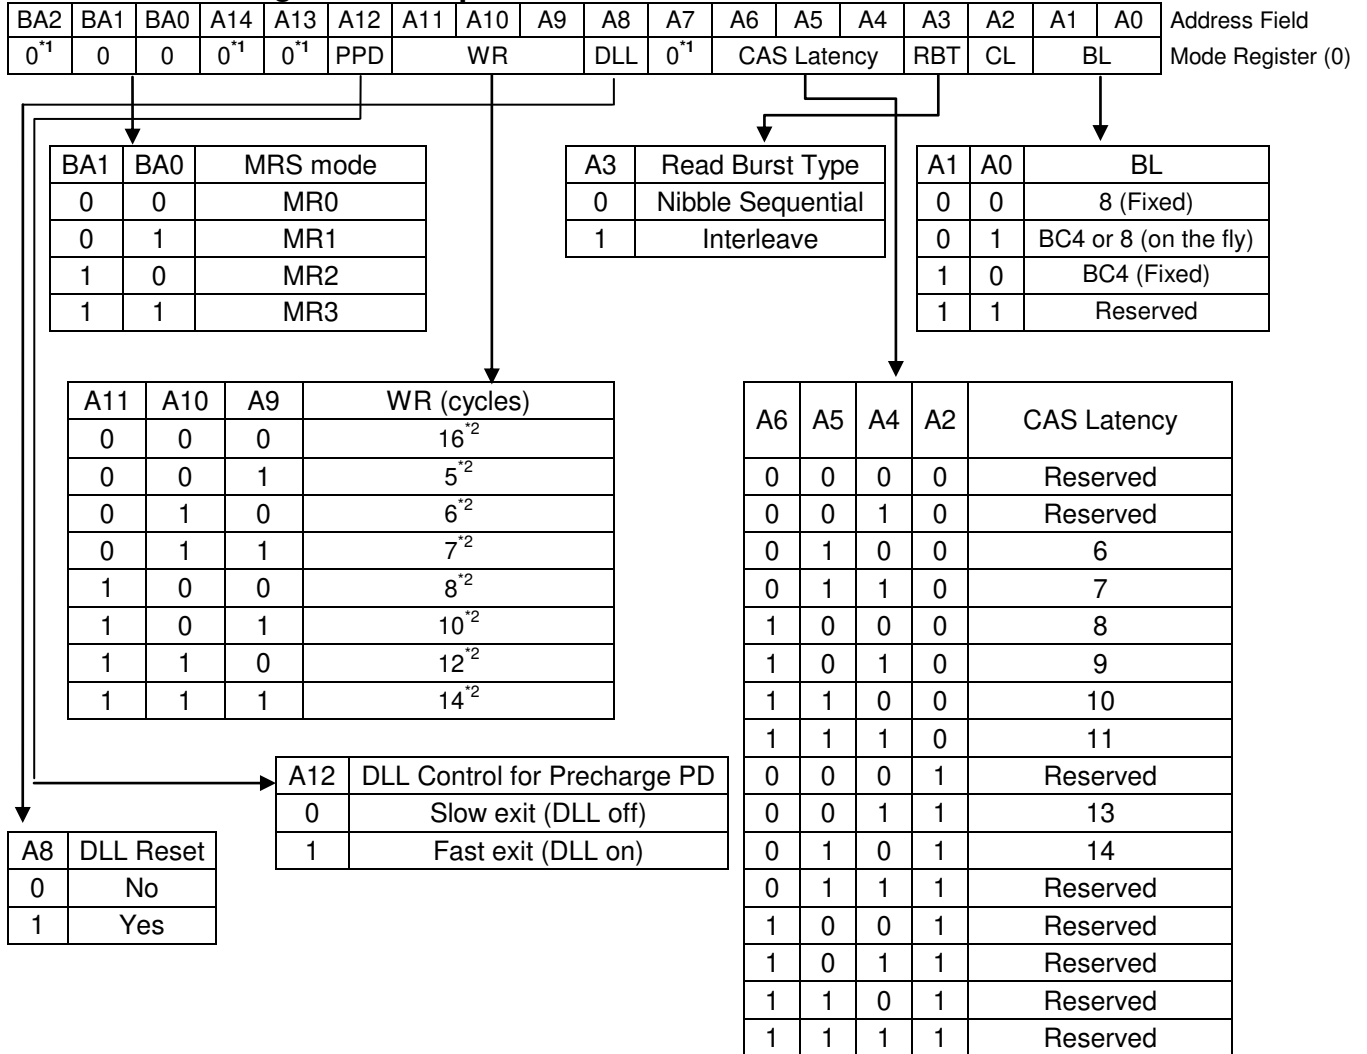 BA2 BA1 BA0 A14 A13 A12 A11 A10 A9 A8 A7 A6 A5 A4 A3 A2 A1 A0 Address Field
0*1 0 0 0*1 0*1 PPD WR DLL 0*1 CAS Latency RBT CL BL Mode Register (0)
BA1 BA0 MRS mode
0 0 MR0
0 1 MR1
1 0 MR2
1 1 MR3
A3 Read Burst Type
0 Nibble Sequential
1 Interleave
A1 A0 BL
0 0 8 (Fixed)
0 1 BC4 or 8 (on the fly)
1 0 BC4 (Fixed)
1 1 Reserved
A11 A10 A9 WR (cycles)
0 0 0 16*2
0 0 1 5*2
0 1 0 6*2
0 1 1 7*2
1 0 0 8*2
1 0 1 10*2
1 1 0 12*2
1 1 1 14*2
A6 A5 A4 A2 CAS Latency
0 0 0 0 Reserved
0 0 1 0 Reserved
0 1 0 0 6
0 1 1 0 7
1 0 0 0 8
1 0 1 0 9
1 1 0 0 10
1 1 1 0 11
0 0 0 1 Reserved
0 0 1 1 13
0 1 0 1 14
0 1 1 1 Reserved
1 0 0 1 Reserved
1 0 1 1 Reserved
1 1 0 1 Reserved
1 1 1 1 Reserved
A12 DLL Control for Precharge PD
0 Slow exit (DLL off)
1 Fast exit (DLL on)
A8 DLL Reset
0 No
1 Yes